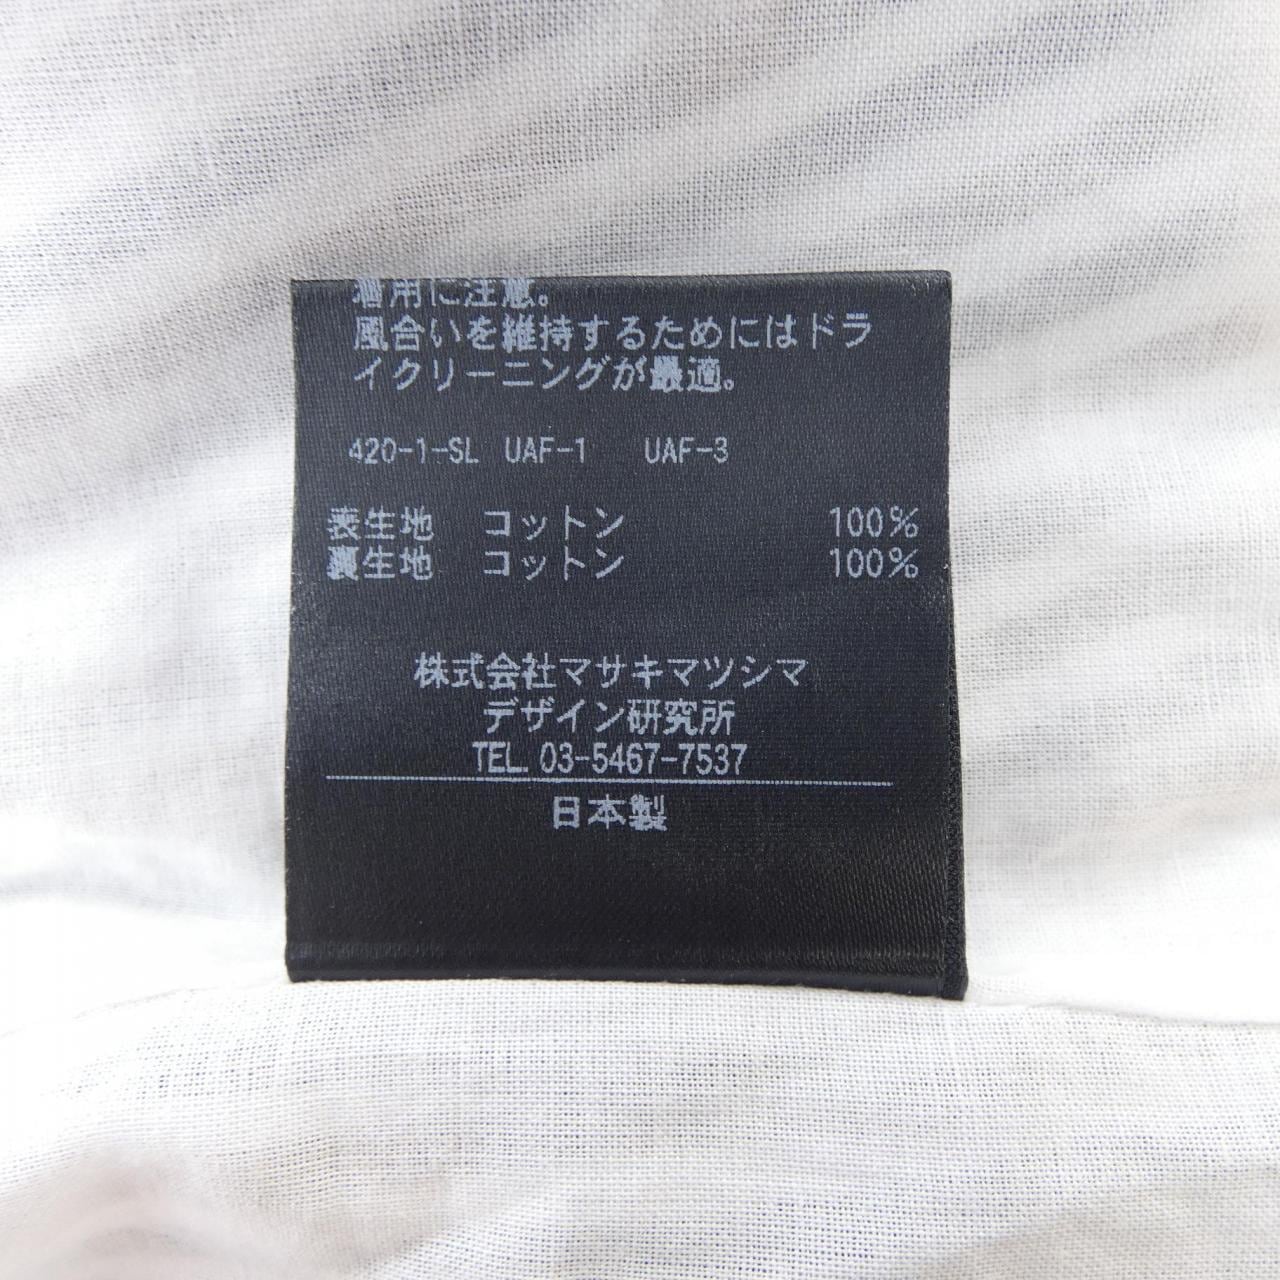 着用に注意。
風合いを維持するためにはドラ
イクリーニングが最適。
420-1-SL UAF-1 UAF-3
表生地 コットン 100%
裏生地 コットン 100%
株式会社マサキマツシマ
デザイン研究所
TEL. 03-5467-7537
日本製